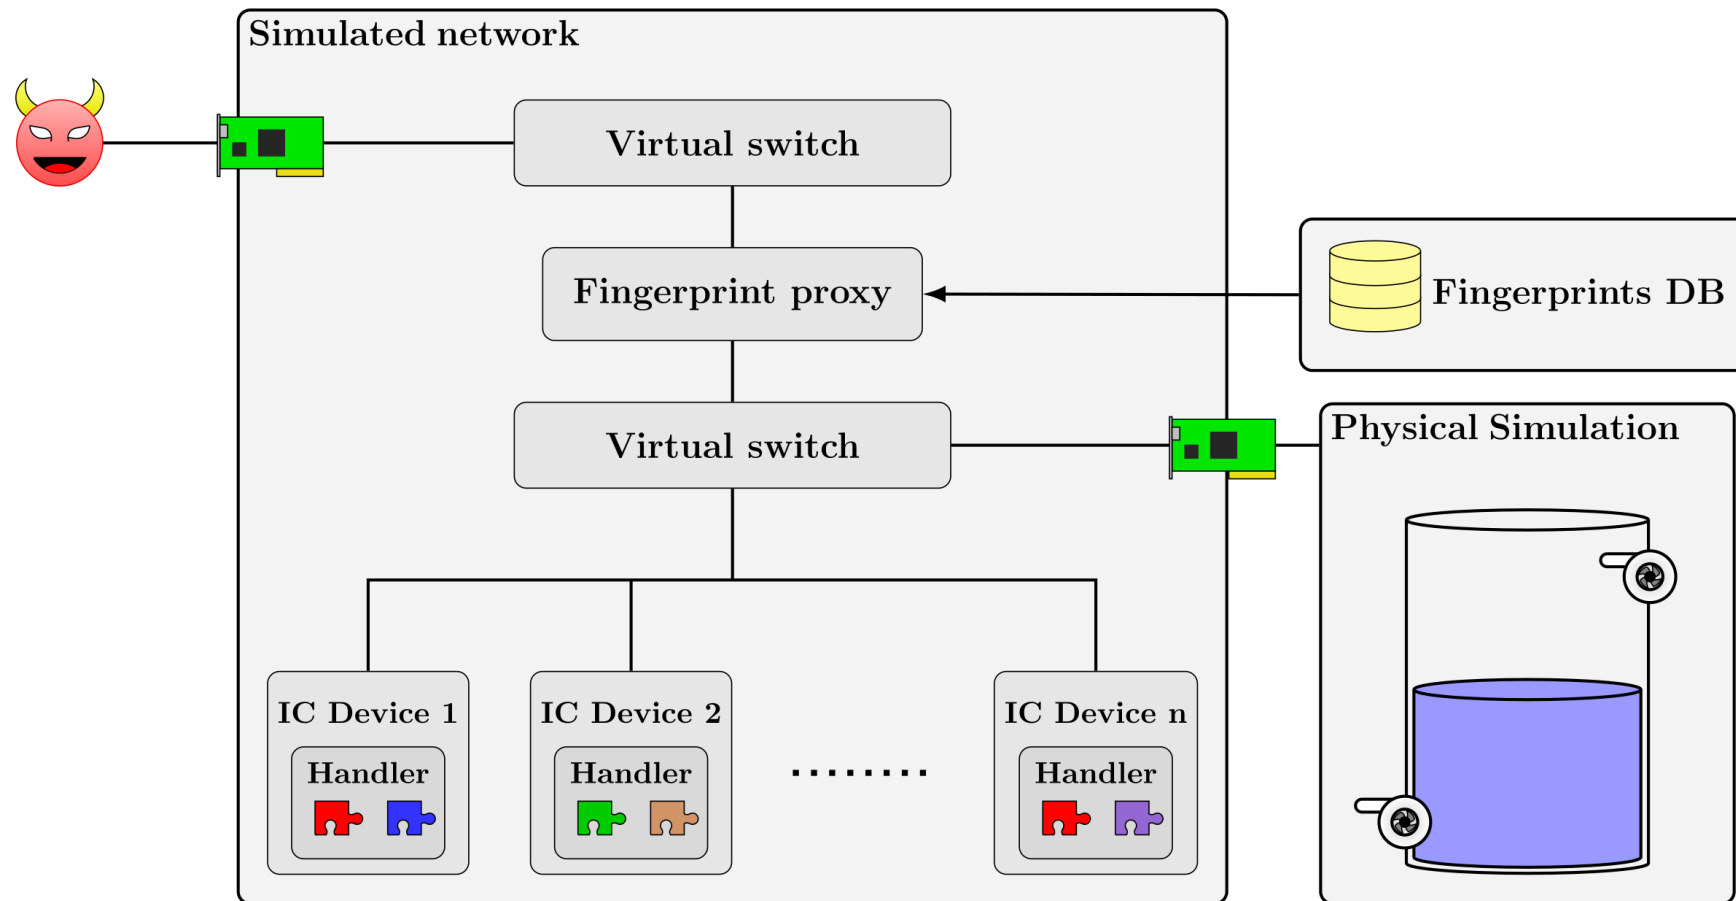 Simulated network
Virtual switch
Fingerprint proxy
Fingerprints DB
Virtual switch
Physical Simulation
IC Device 1
IC Device 2
IC Device n
Handler
Handler
........
Handler